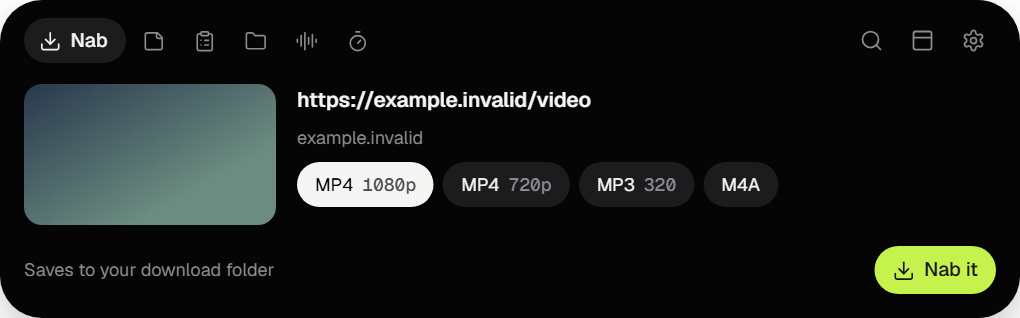 Nab
https://example.invalid/video
example.invalid
MP4 1080p MP4 720p MP3 320 M4A
Saves to your download folder
Nab it